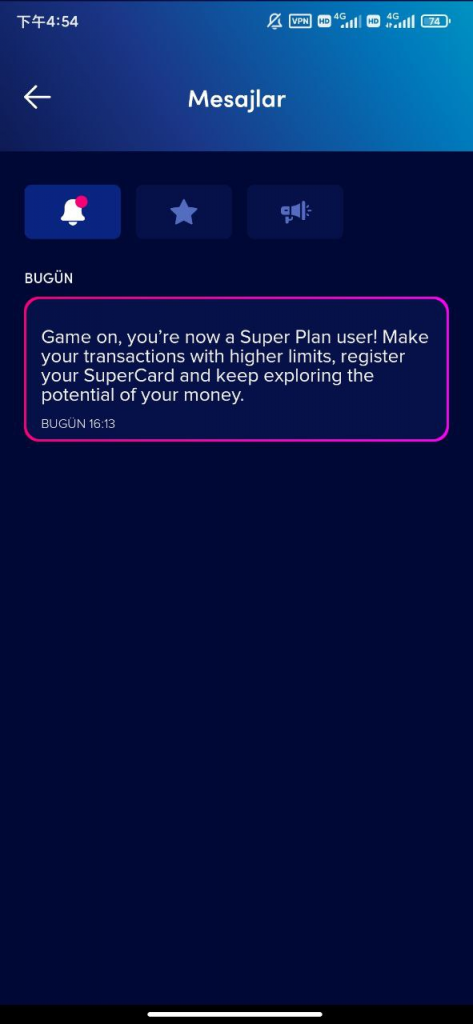 下午4:54
VPN HD 4G HD 4G 74
Mesajlar
BUGÜN
Game on, you're now a Super Plan user! Make
your transactions with higher limits, register
your SuperCard and keep exploring the
potential of your money.
BUGÜN 16:13